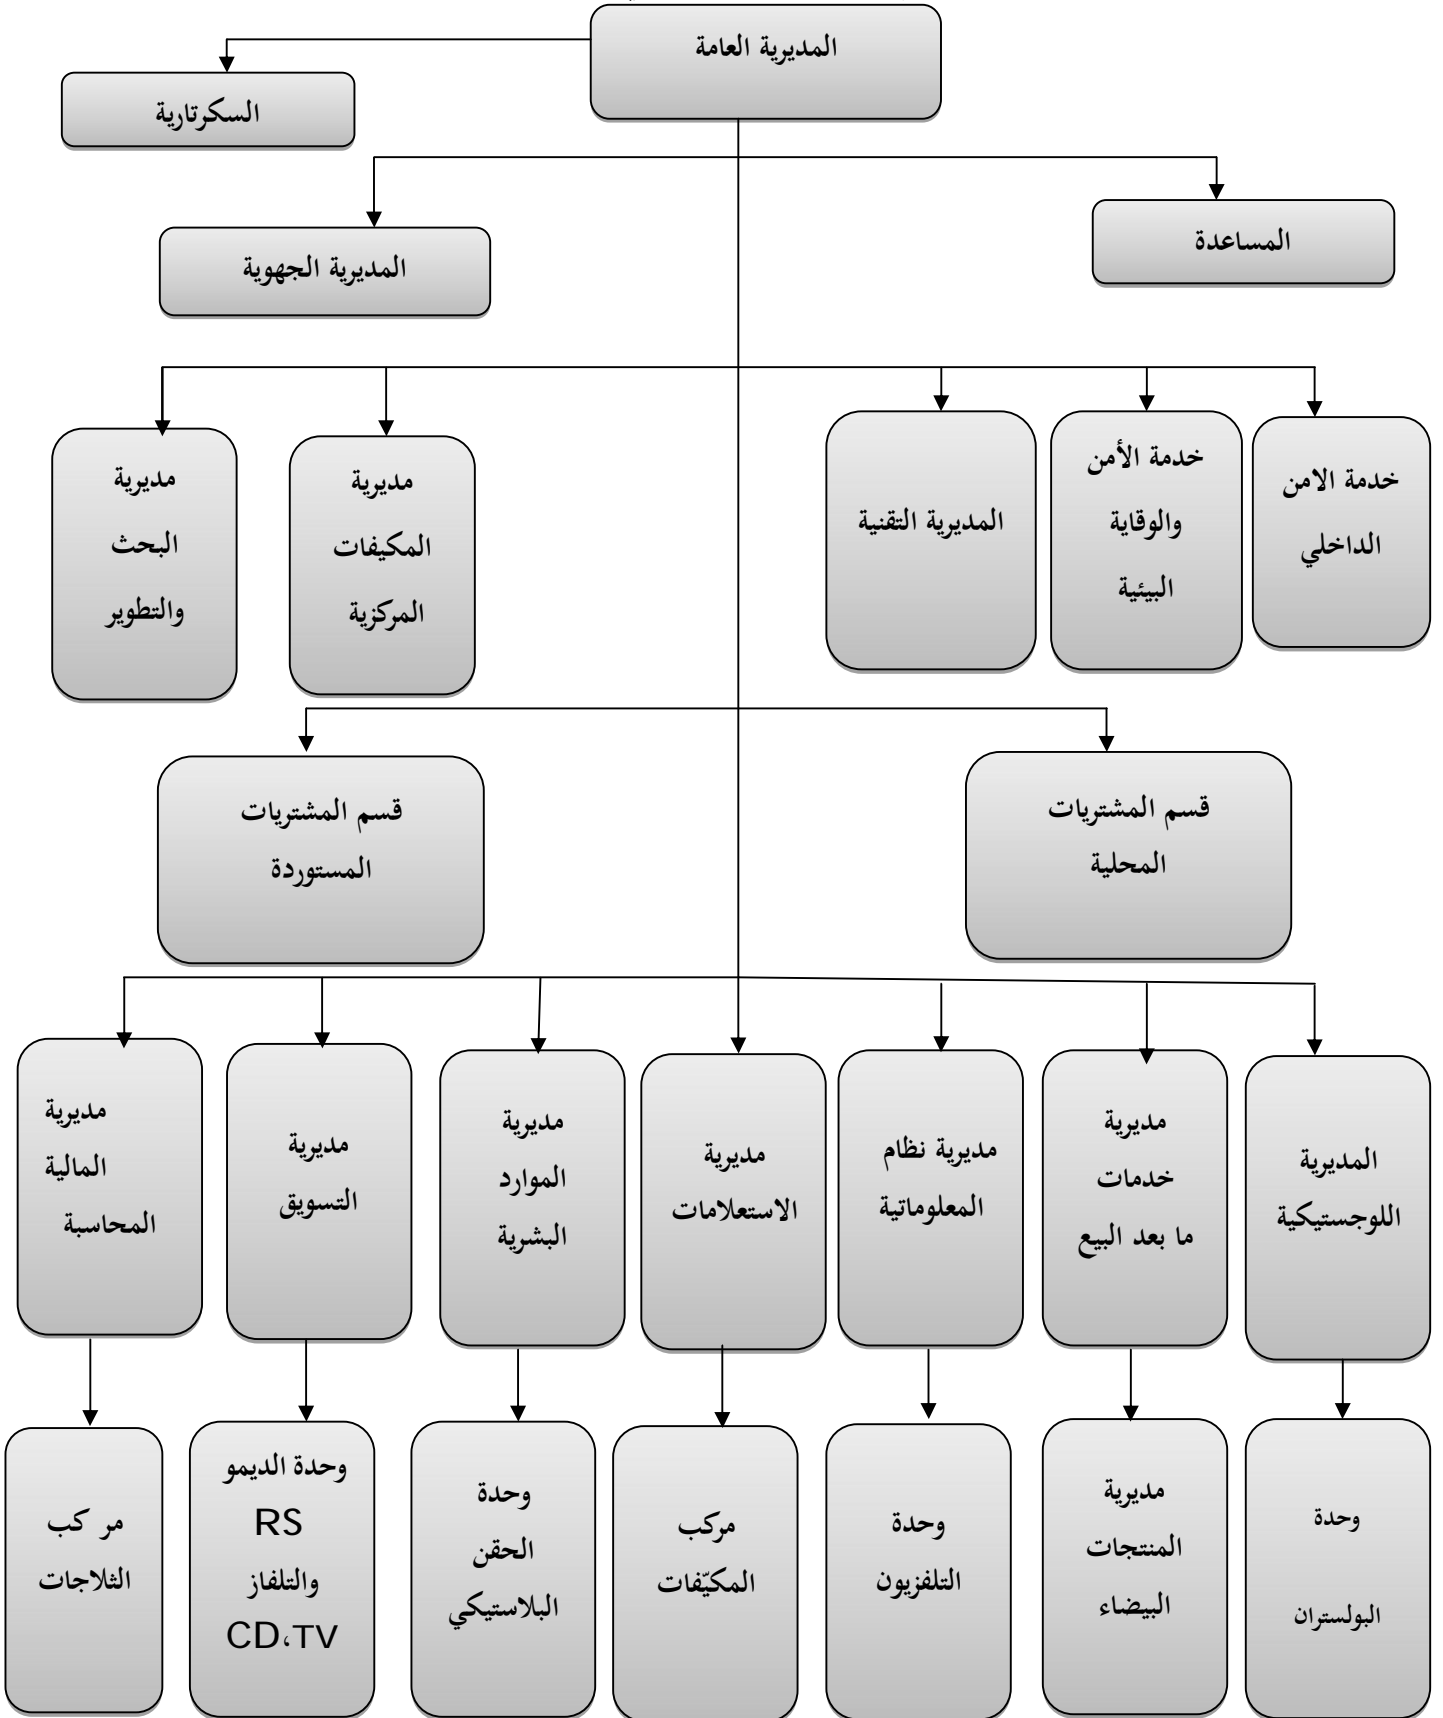 المديرية العامة
السكرتارية
المساعدة
المديرية الجهوية
خدمة الامن
الداخلي
خدمة الأمن
والوقاية
البيئية
المديرية التقنية
مديرية
المكيفات
المركزية
مديرية
البحث
والتطوير
قسم المشتريات
المحلية
قسم المشتريات
المستوردة
المديرية
اللوجستيكية
مديرية
خدمات
ما بعد البيع
مديرية نظام
المعلوماتية
مديرية
الاستعلامات
مديرية
الموارد
البشرية
مديرية
التسويق
مديرية
المالية
المحاسبة
وحدة
البولستران
مديرية
المنتجات
البيضاء
وحدة
التلفزيون
مركب
المكيّفات
وحدة
الحقن
البلاستيكي
وحدة الديمو
RS
والتلفاز
CD،TV
مر كب
الثلاجات